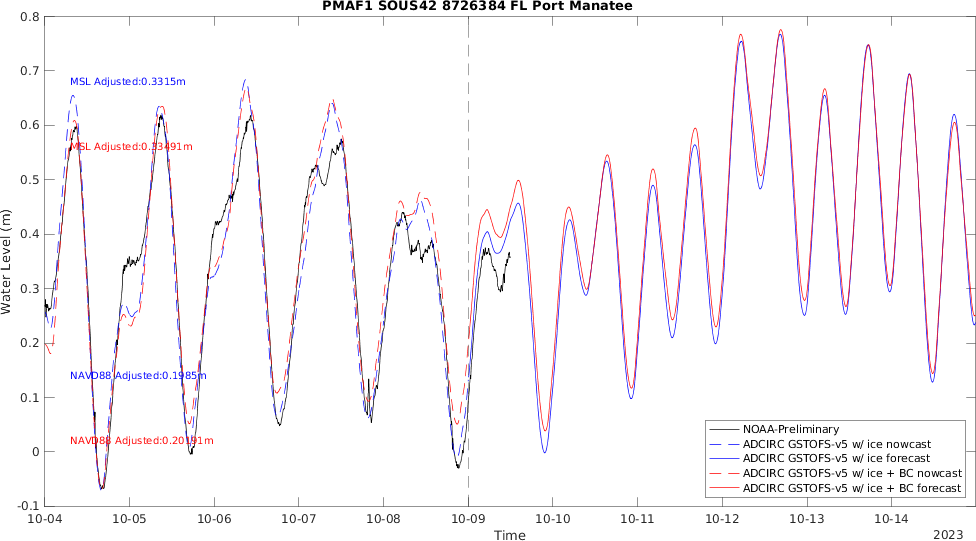 PMAF1 SOUS42 8726384 FL Port Manatee
Water Level (m)
0.8
0.7
0.6
0.5
0.4
0.3
0.2
0.1
0
-0.1
MSL Adjusted:0.3315m
MSL Adjusted:0.33491m
NAVD88 Adjusted:0.1985m
NAVD88 Adjusted:0.20191m
NOAA-Preliminary
ADCIRC GSTOFS-v5 w/ ice nowcast
ADCIRC GSTOFS-v5 w/ ice forecast
ADCIRC GSTOFS-v5 w/ ice + BC nowcast
ADCIRC GSTOFS-v5 w/ ice + BC forecast
10-04 10-05 10-06 10-07 10-08 10-09 10-10 10-11 10-12 10-13 10-14
Time
2023